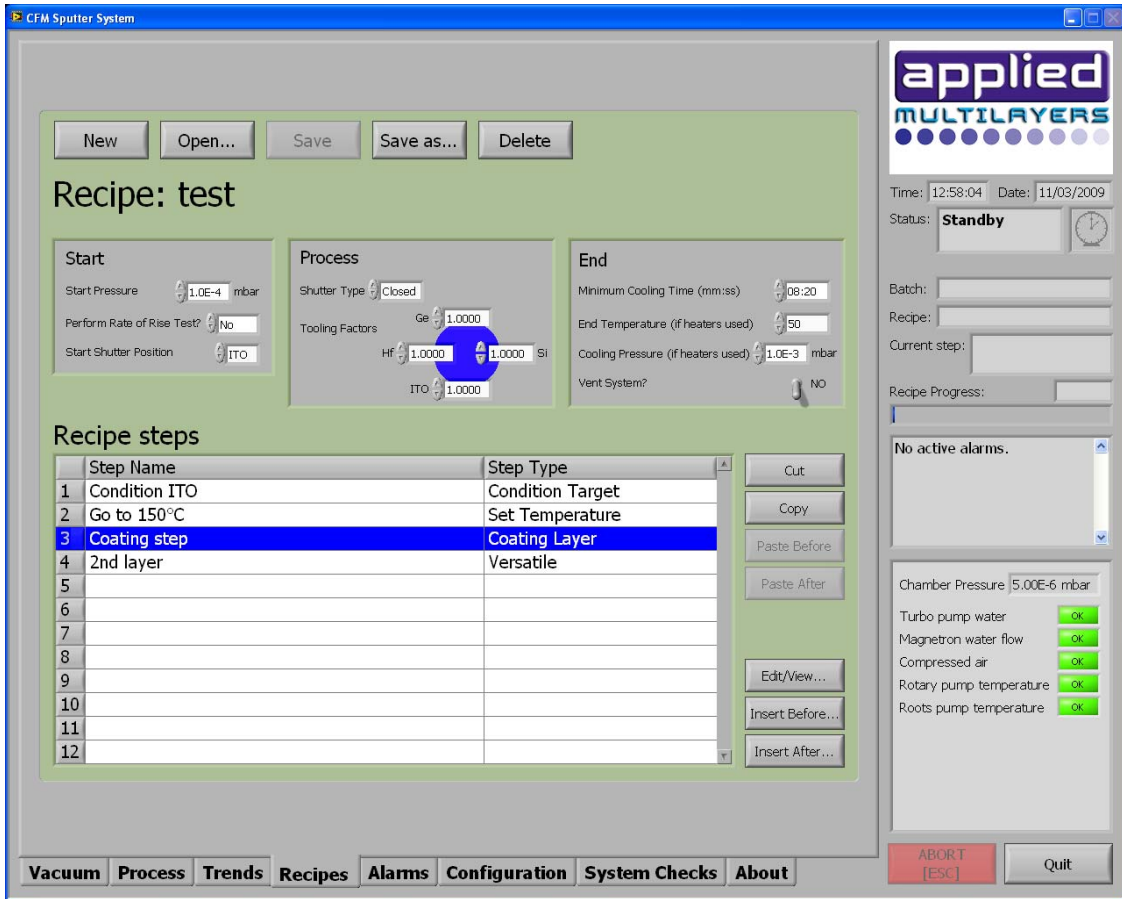 CFM Sputter System
New Open... Save Save as... Delete
Recipe: test
Start
Start Pressure 1.0E-4 mbar
Perform Rate of Rise Test? No
Start Shutter Position ITO
Process
Shutter Type Closed
Tooling Factors
Ge 1.0000
Hf 1.0000 1.0000 Si
ITO 1.0000
End
Minimum Cooling Time (mm:ss) 08:20
End Temperature (if heaters used) 50
Cooling Pressure (if heaters used) 1.0E-3 mbar
Vent System? NO
Recipe steps
Step Name Step Type
1 Condition ITO Condition Target
2 Go to 150°C Set Temperature
3 Coating step Coating Layer
4 2nd layer Versatile
5
6
7
8
9
10
11
12
Cut
Copy
Paste Before
Paste After
Edit/View...
Insert Before...
Insert After...
Vacuum Process Trends Recipes Alarms Configuration System Checks About
applied
MULTILAYERS
Time: 12:58:04 Date: 11/03/2009
Status: Standby
Batch:
Recipe:
Current step:
Recipe Progress:
No active alarms.
Chamber Pressure 5.00E-6 mbar
Turbo pump water OK
Magnetron water flow OK
Compressed air OK
Rotary pump temperature OK
Roots pump temperature OK
ABORT
[ESC]
Quit